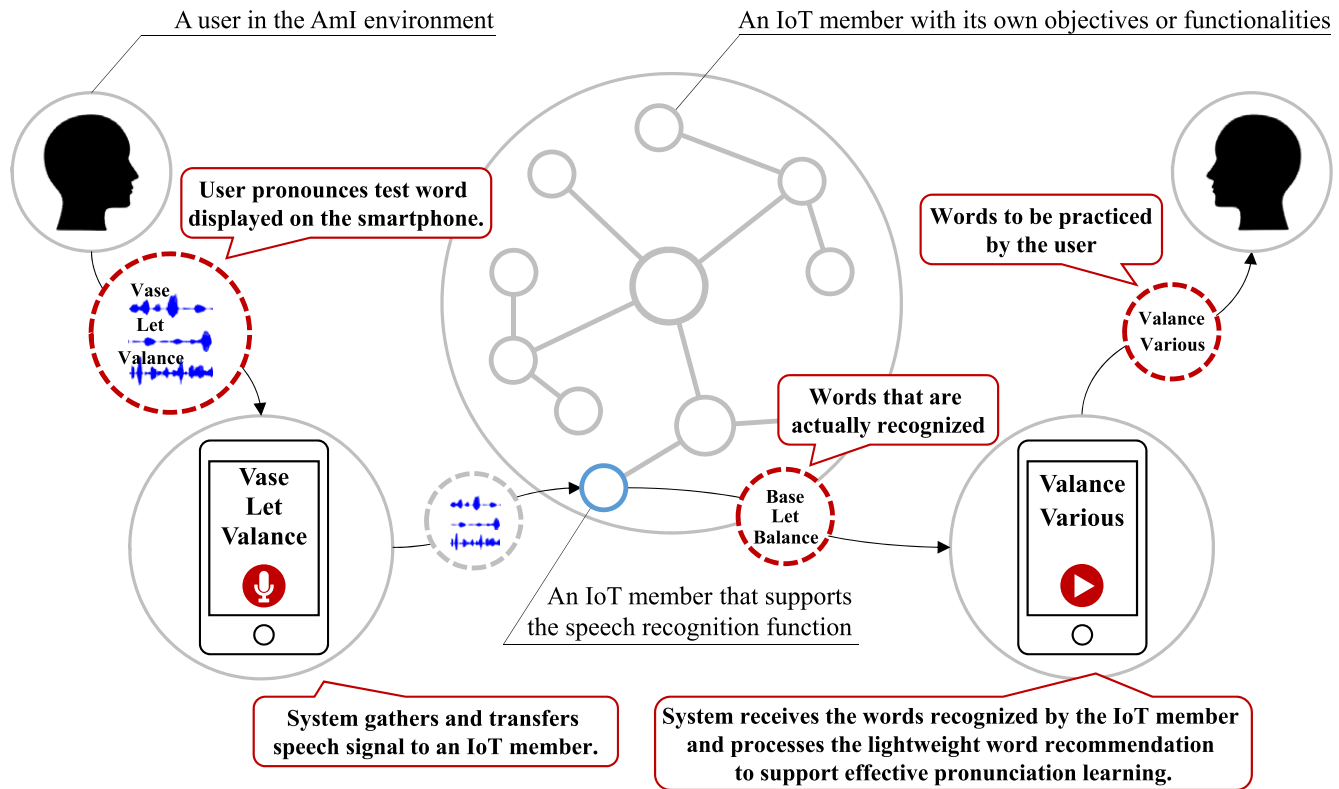 A user in the AmI environment
An IoT member with its own objectives or functionalities
User pronounces test word
displayed on the smartphone.
Vase
Let
Valance
Vase
Let
Valance
System gathers and transfers
speech signal to an IoT member.
An IoT member that supports
the speech recognition function
Words that are
actually recognized
Base
Let
Balance
Words to be practiced
by the user
Valance
Various
Valance
Various
System receives the words recognized by the IoT member
and processes the lightweight word recommendation
to support effective pronunciation learning.